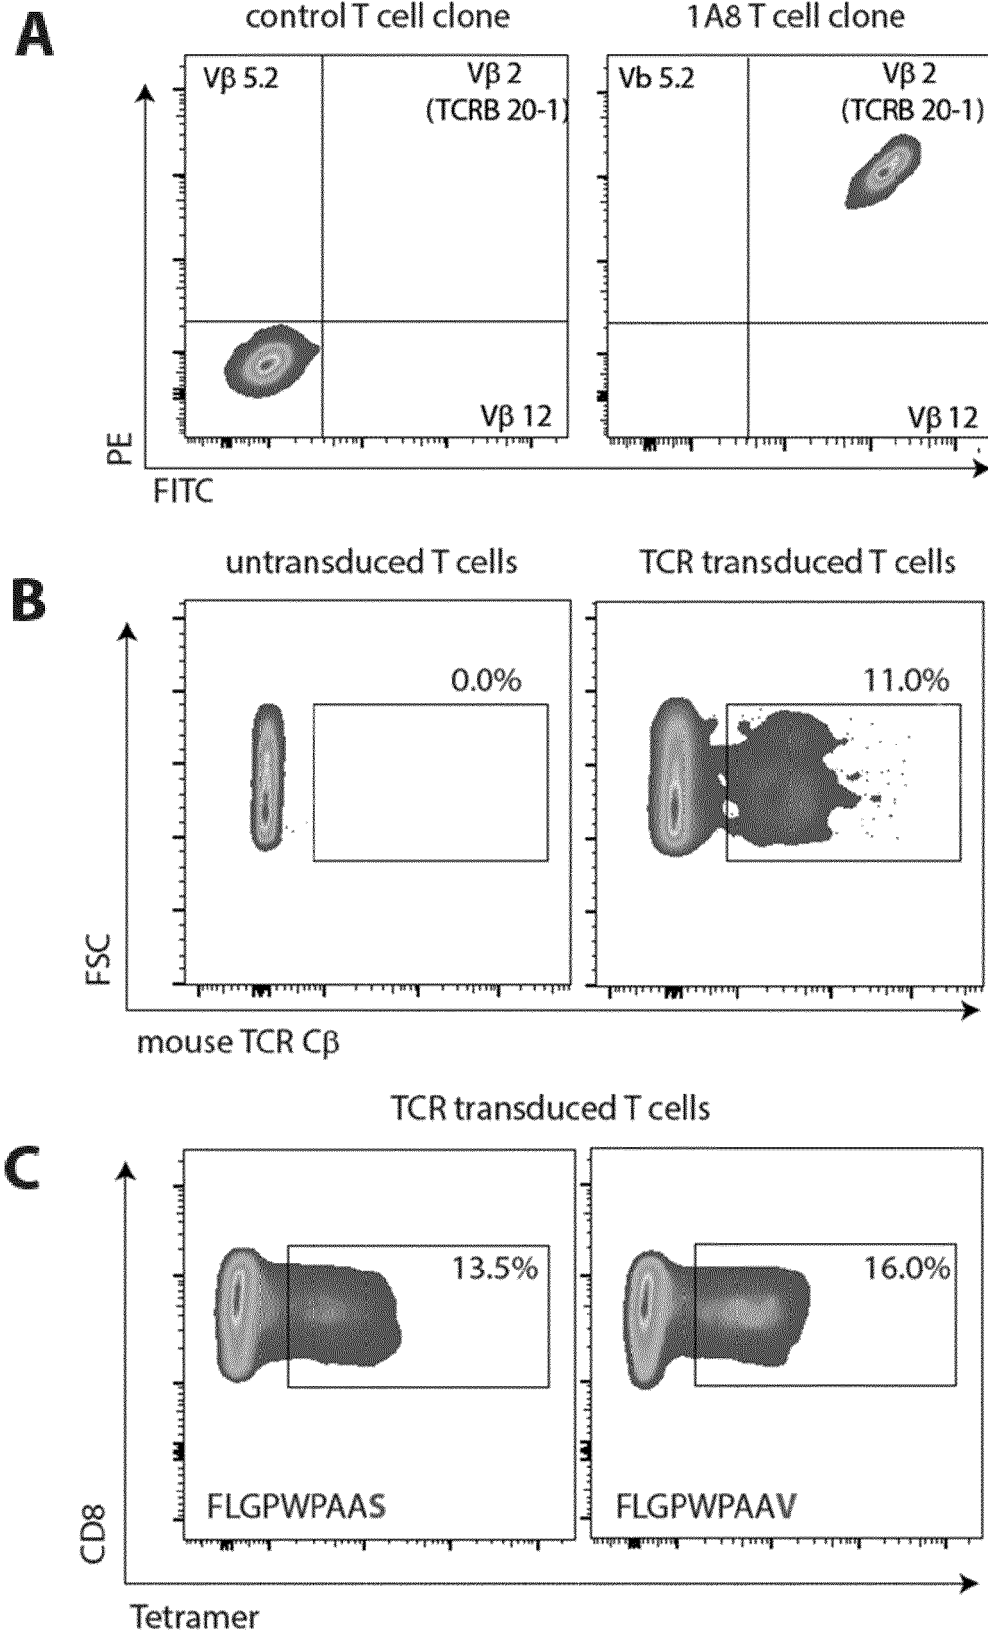 A
control T cell clone
1A8 T cell clone
Vβ 5.2
Vβ 2
(TCRB 20-1)
Vβ 12
Vb 5.2
Vβ 2
(TCRB 20-1)
Vβ 12
PE
FITC
B
untransduced T cells
TCR transduced T cells
0.0%
11.0%
FSC
mouse TCR Cβ
TCR transduced T cells
C
13.5%
16.0%
FLGPWPAAS
FLGPWPAAV
CD8
Tetramer